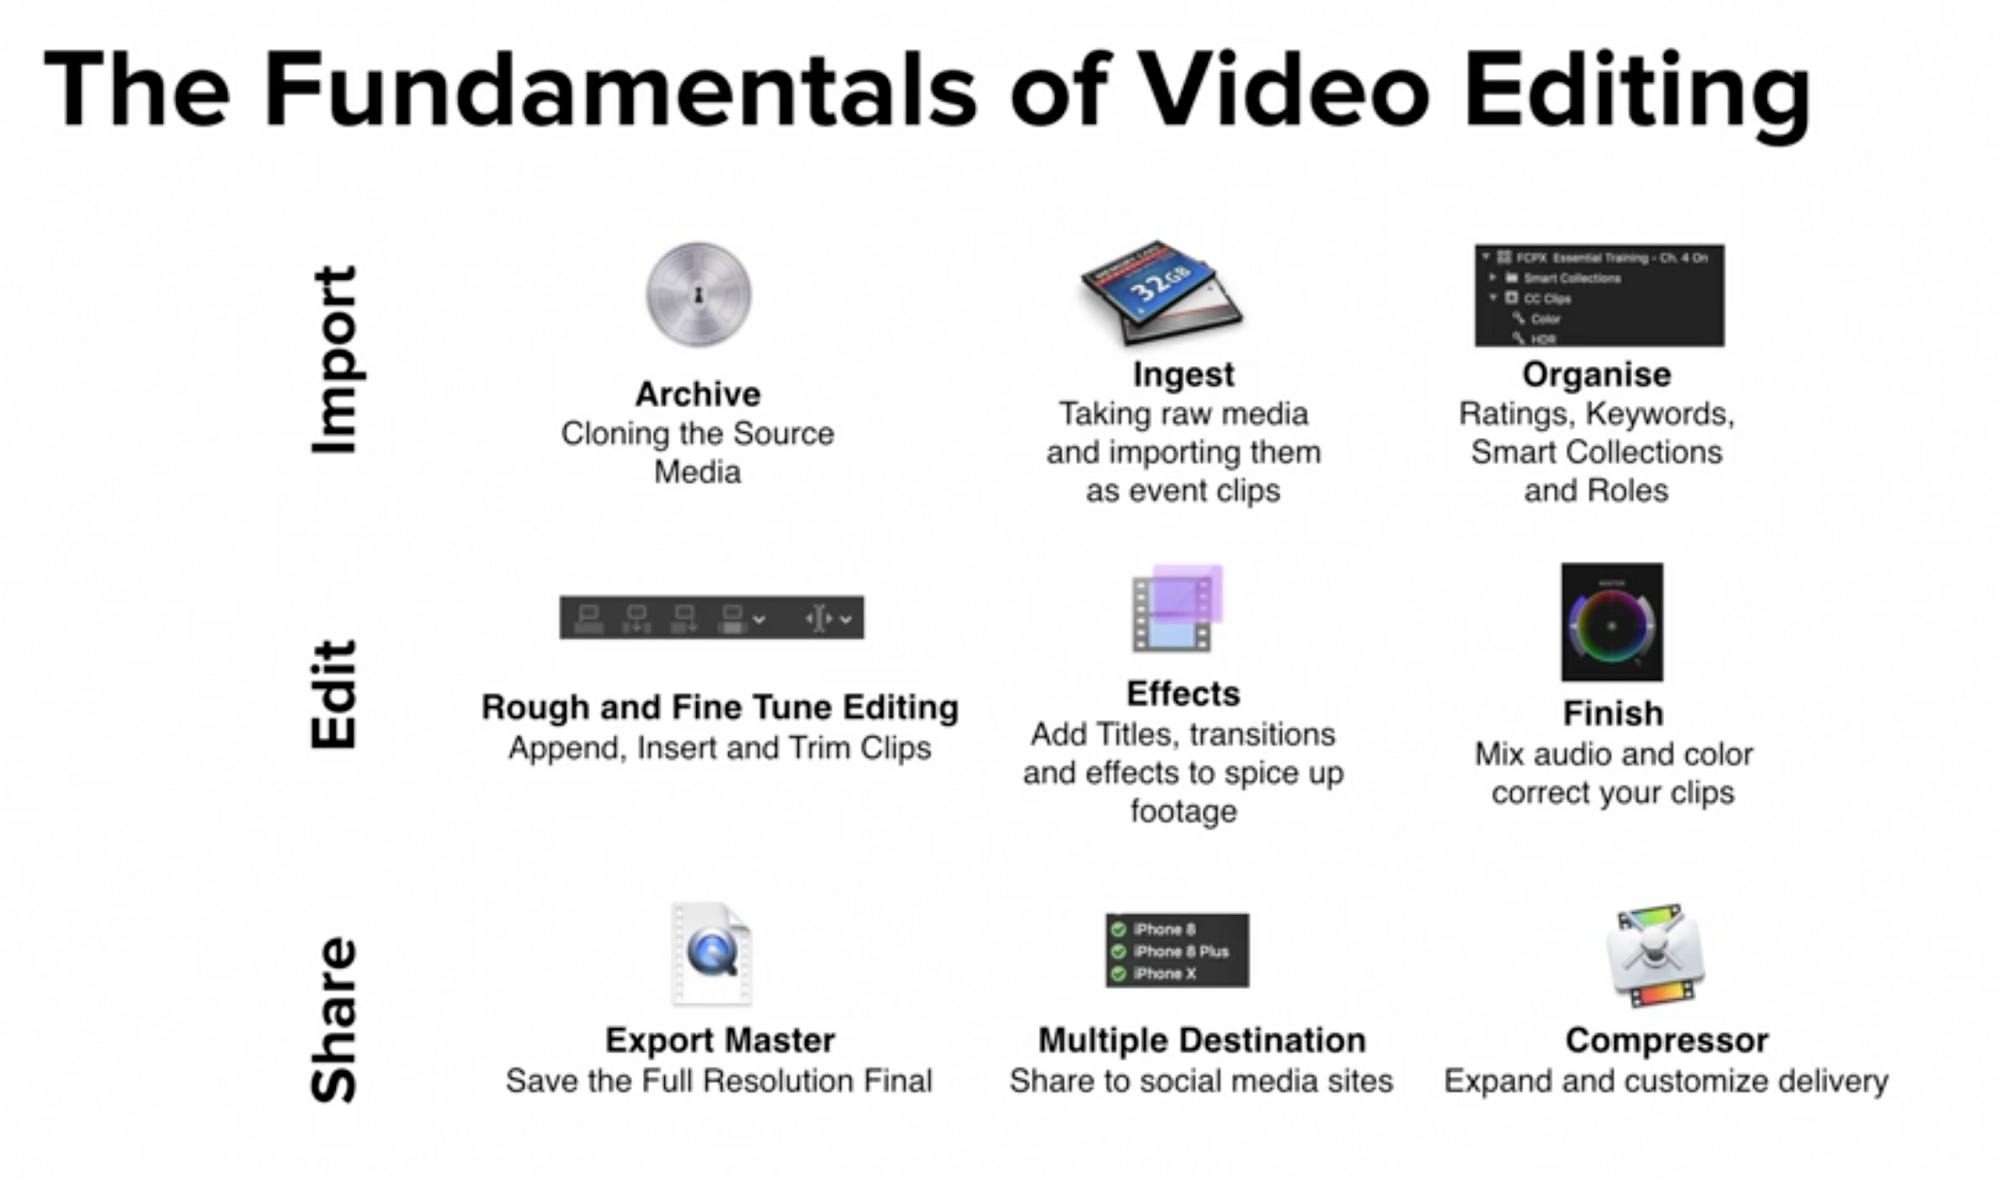 The Fundamentals of Video Editing
Import
Archive
Cloning the Source
Media
MEMORY CARD
32GB
Ingest
Taking raw media
and importing them
as event clips
FCPX Essential Training - Ch. 4 On
Smart Collections
CC Clips
Color
HDR
Organise
Ratings, Keywords,
Smart Collections
and Roles
Edit
Rough and Fine Tune Editing
Append, Insert and Trim Clips
Effects
Add Titles, transitions
and effects to spice up
footage
MASTER
Finish
Mix audio and color
correct your clips
Share
Export Master
Save the Full Resolution Final
iPhone 8
iPhone 8 Plus
iPhone X
Multiple Destination
Share to social media sites
Compressor
Expand and customize delivery